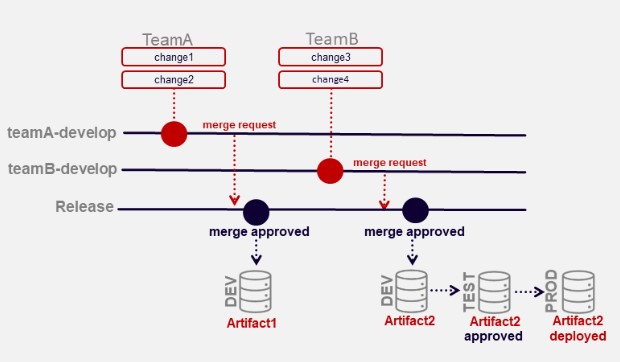 TeamA
TeamB
change1
change3
change2
change4
merge request
teamA-develop
merge request
teamB-develop
Release
merge approved
merge approved
DEV
DEV
TEST
PROD
Artifact1
Artifact2
Artifact2
approved
Artifact2
deployed